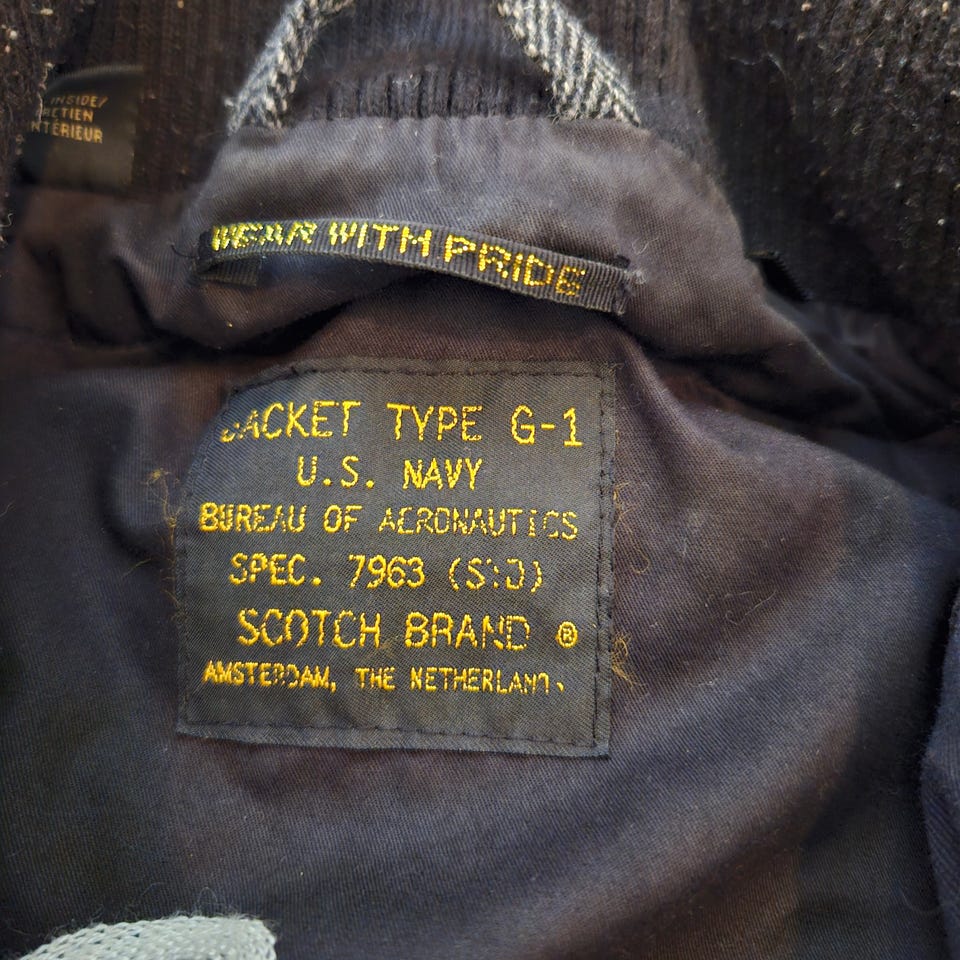 INSIDE/
WEAR WITH PRIDE
JACKET TYPE G-1
U.S. NAVY
BUREAU OF AERONAUTICS
SPEC. 7963
SCOTCH BRAND ®
AMSTERDAM, THE NETHERLANDS